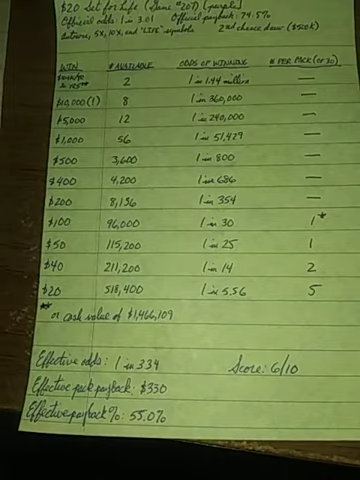 $20 Set for Life (Game #207) (purple)
Official odds 1 in 3.01 Official payback: 74.5%
5X, 10X, and "LIFE" symbols 2nd chance draw ($500K)
WIN # AVAILABLE ODDS OF WINNING # PER PACK (OF 30)
2 1 in 1.44 million —
$10,000 (!) 8 1 in 360,000 —
$5,000 12 1 in 240,000 —
$1,000 56 1 in 51,429 —
$500 3,600 1 in 800 —
$400 4,200 1 in 686 —
$200 8,136 1 in 354 —
$100 96,000 1 in 30 1*
$50 115,200 1 in 25 1
$40 211,200 1 in 14 2
$20 518,400 1 in 5.56 5
** or cash value of $1,466,109
Effective odds: 1 in 3.34 Score: 6/10
Effective pack payback: $330
Effective payback %: 55.0%